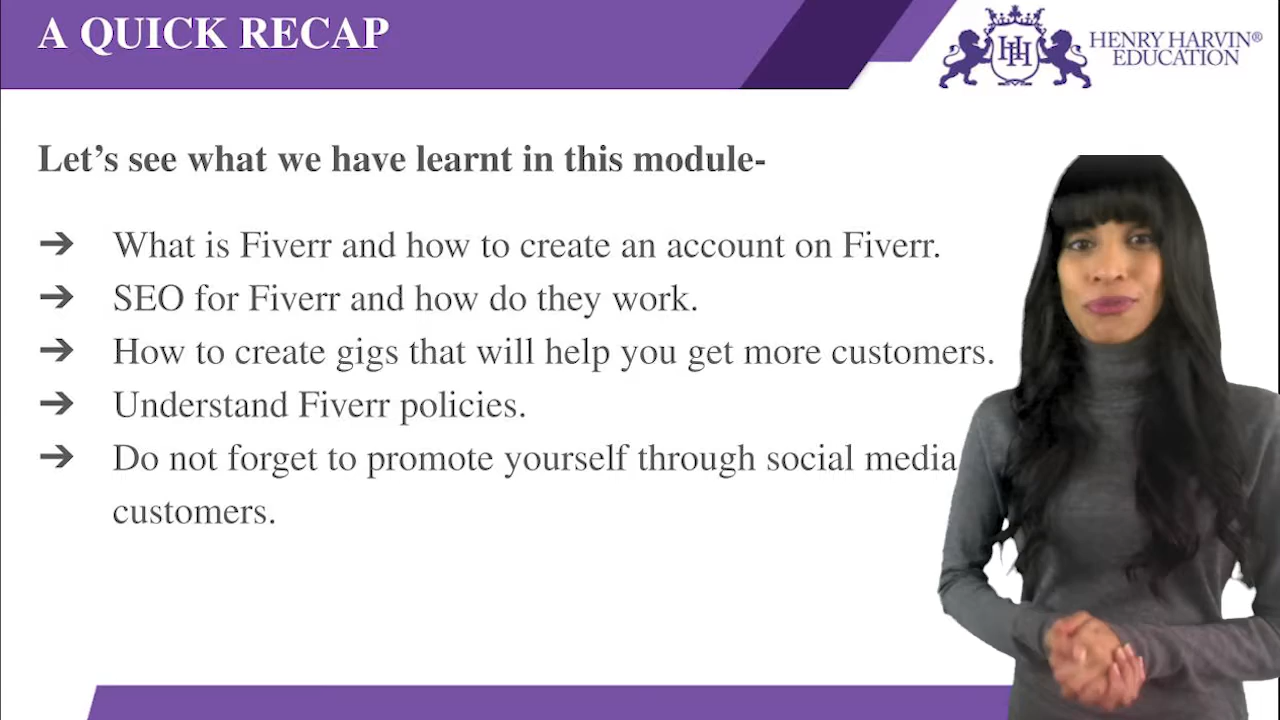 A QUICK RECAP
HENRY HARVIN®
EDUCATION
Let's see what we have learnt in this module-
➔ What is Fiverr and how to create an account on Fiverr.
➔ SEO for Fiverr and how do they work.
➔ How to create gigs that will help you get more customers.
➔ Understand Fiverr policies.
➔ Do not forget to promote yourself through social media
customers.